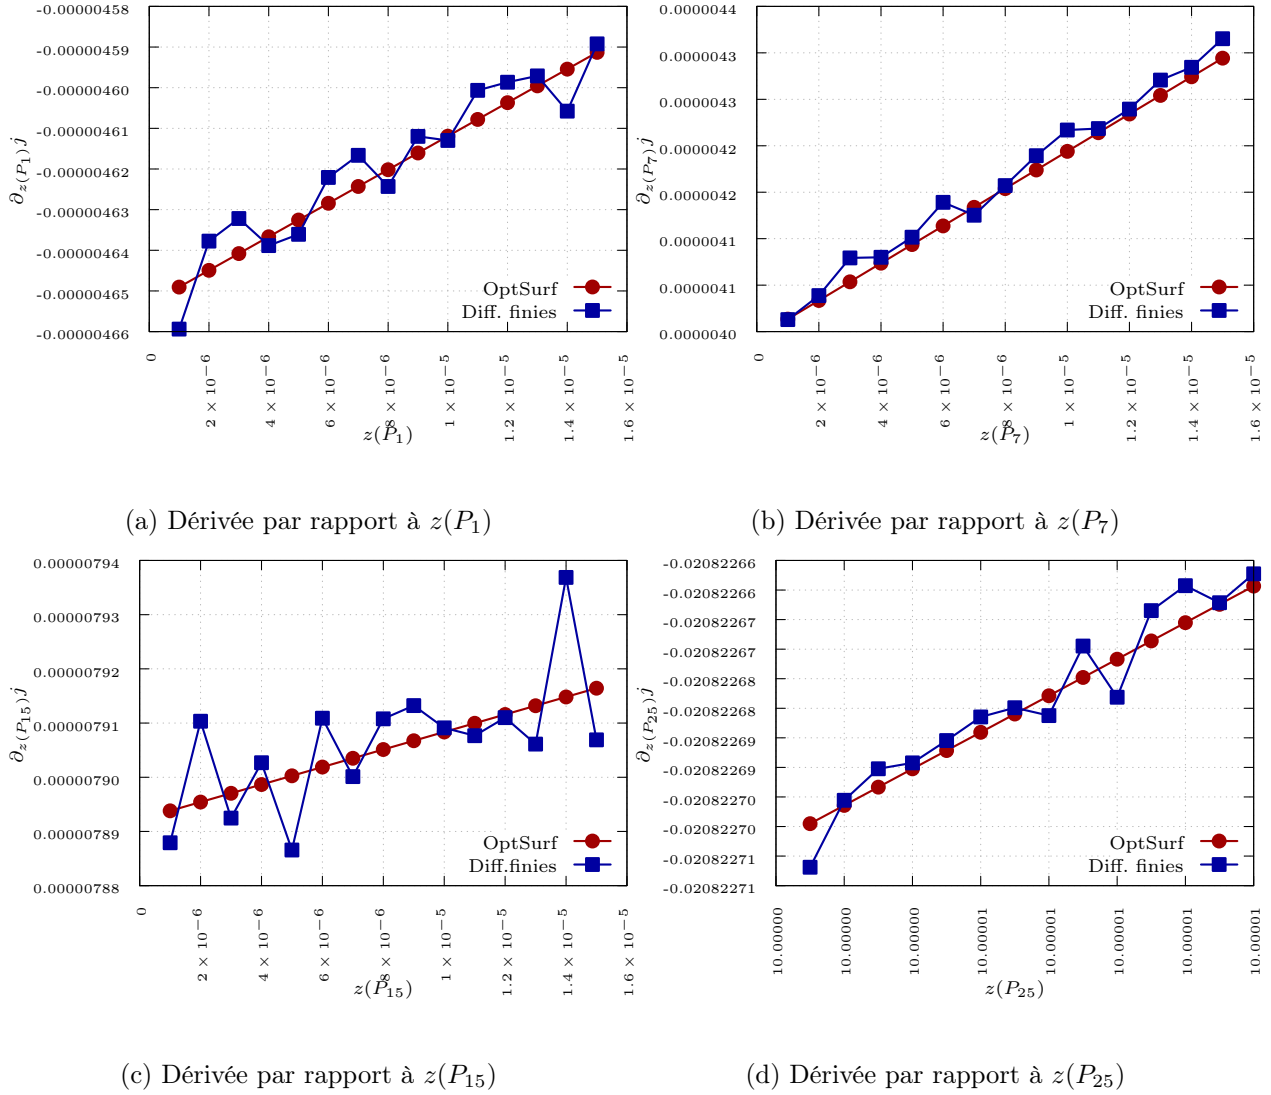 -0.00000458
-0.00000459
-0.00000460
-0.00000461
-0.00000462
-0.00000463
-0.00000464
-0.00000465
-0.00000466
∂z(P1)j
OptSurf
Diff. finies
0
2 × 10−6
4 × 10−6
6 × 10−6
8 × 10−6
1 × 10−5
1.2 × 10−5
1.4 × 10−5
1.6 × 10−5
z(P1)
(a) Dérivée par rapport à z(P1)
0.0000044
0.0000043
0.0000043
0.0000042
0.0000042
0.0000041
0.0000041
0.0000040
∂z(P7)j
OptSurf
Diff. finies
0
2 × 10−6
4 × 10−6
6 × 10−6
8 × 10−6
1 × 10−5
1.2 × 10−5
1.4 × 10−5
1.6 × 10−5
z(P7)
(b) Dérivée par rapport à z(P7)
0.00000794
0.00000793
0.00000792
0.00000791
0.00000790
0.00000789
0.00000788
∂z(P15)j
OptSurf
Diff.finies
0
2 × 10−6
4 × 10−6
6 × 10−6
8 × 10−6
1 × 10−5
1.2 × 10−5
1.4 × 10−5
1.6 × 10−5
z(P15)
(c) Dérivée par rapport à z(P15)
-0.02082266
-0.02082266
-0.02082267
-0.02082267
-0.02082268
-0.02082268
-0.02082269
-0.02082269
-0.02082270
-0.02082270
-0.02082271
-0.02082271
∂z(P25)j
OptSurf
Diff. finies
10.00000
10.00000
10.00000
10.00001
10.00001
10.00001
10.00001
10.00001
z(P25)
(d) Dérivée par rapport à z(P25)